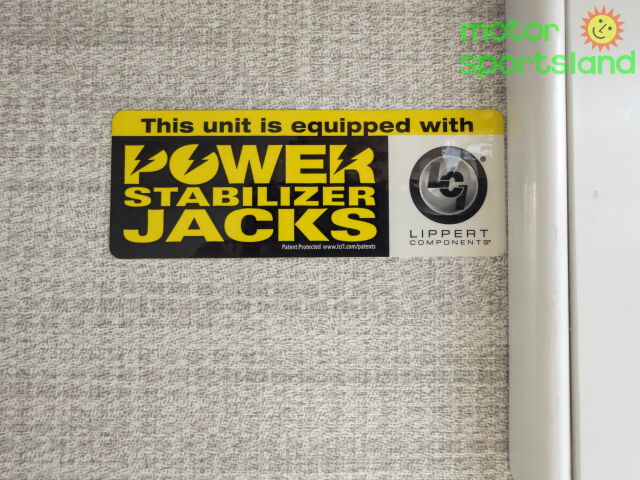 motor
sportsland
This unit is equipped with
POWER
STABILIZER
JACKS
Patent Protected www.lci1.com/patents
LCI
®
LIPPERT
COMPONENTS®